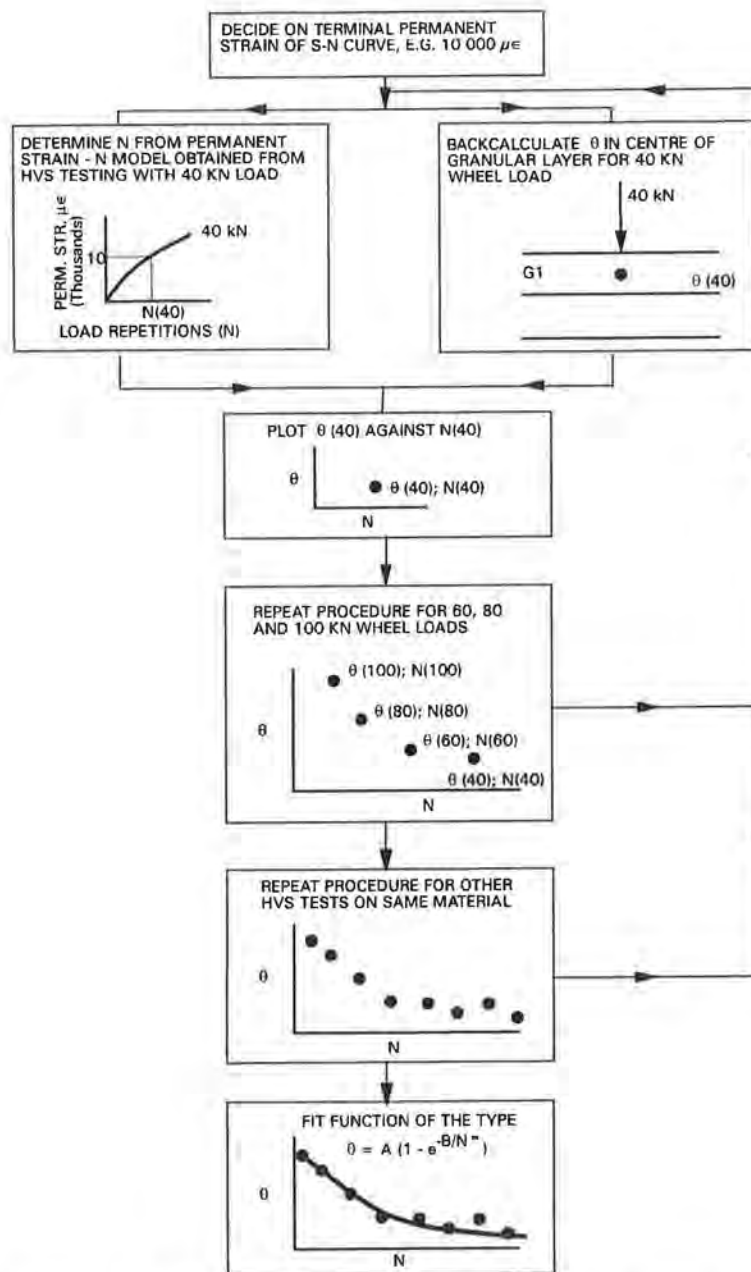 DECIDE ON TERMINAL PERMANENT
STRAIN OF S-N CURVE, E.G. 10 000 µε
DETERMINE N FROM PERMANENT
STRAIN - N MODEL OBTAINED FROM
HVS TESTING WITH 40 KN LOAD
PERM. STR. µε
(Thousands)
10
40 kN
N(40)
LOAD REPETITIONS (N)
BACKCALCULATE θ IN CENTRE OF
GRANULAR LAYER FOR 40 KN
WHEEL LOAD
40 kN
G1
θ (40)
PLOT θ (40) AGAINST N(40)
θ
θ (40); N(40)
N
REPEAT PROCEDURE FOR 60, 80
AND 100 KN WHEEL LOADS
θ (100); N(100)
θ (80); N(80)
θ
θ (60); N(60)
θ (40); N(40)
N
REPEAT PROCEDURE FOR OTHER
HVS TESTS ON SAME MATERIAL
θ
N
FIT FUNCTION OF THE TYPE
θ = A (1 - e^-B/N^m)
θ
N